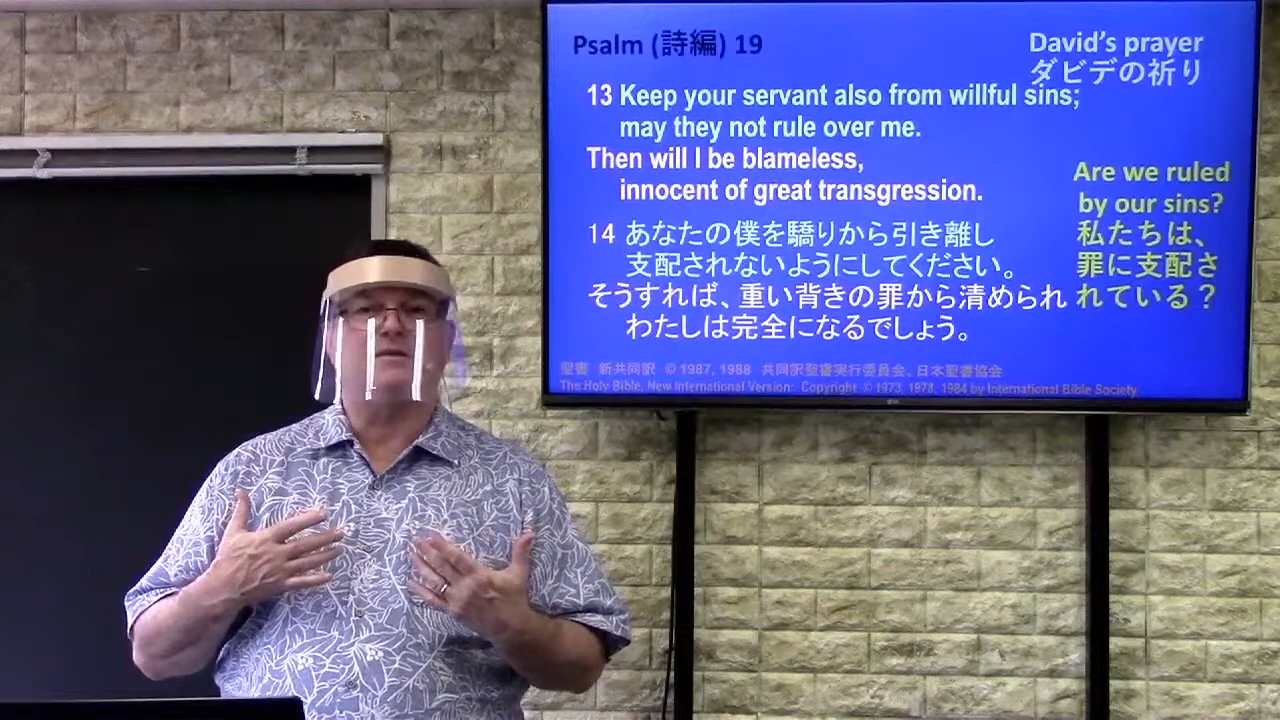 Psalm (詩編) 19
David's prayer
ダビデの祈り
13 Keep your servant also from willful sins;
may they not rule over me.
Then will I be blameless,
innocent of great transgression.
14 あなたの僕を驕りから引き離し
支配されないようにしてください。
そうすれば、重い背きの罪から清められ
わたしは完全になるでしょう。
Are we ruled
by our sins?
私たちは、
罪に支配さ
れている？
聖書 新共同訳 © 1987, 1988 共同訳聖書実行委員会、日本聖書協会
The Holy Bible, New International Version: Copyright © 1973, 1978, 1984 by International Bible Society